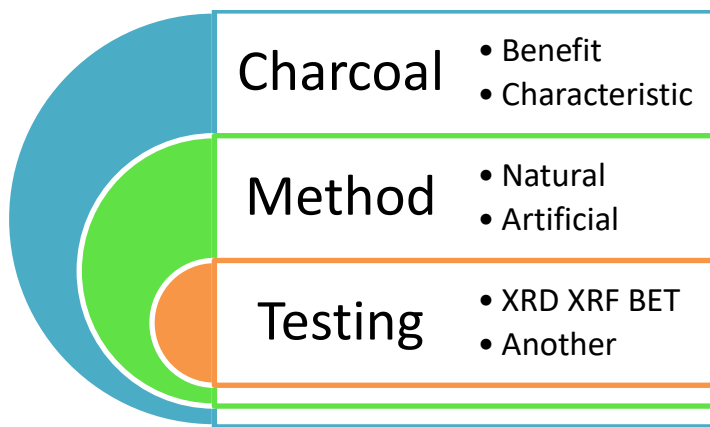 Charcoal
• Benefit
• Characteristic
Method
• Natural
• Artificial
Testing
• XRD XRF BET
• Another